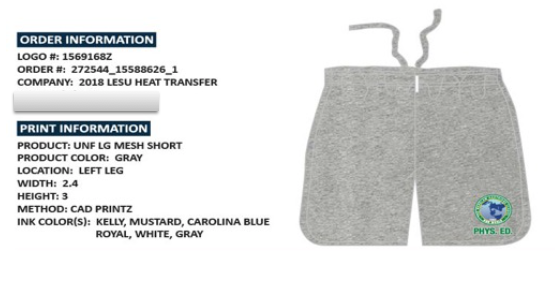 ORDER INFORMATION
LOGO #: 1569168Z
ORDER #: 272544_15588626_1
COMPANY: 2018 LESU HEAT TRANSFER
PRINT INFORMATION
PRODUCT: UNF LG MESH SHORT
PRODUCT COLOR: GRAY
LOCATION: LEFT LEG
WIDTH: 2.4
HEIGHT: 3
METHOD: CAD PRINTZ
INK COLOR(S): KELLY, MUSTARD, CAROLINA BLUE
ROYAL, WHITE, GRAY
PHYS. ED.